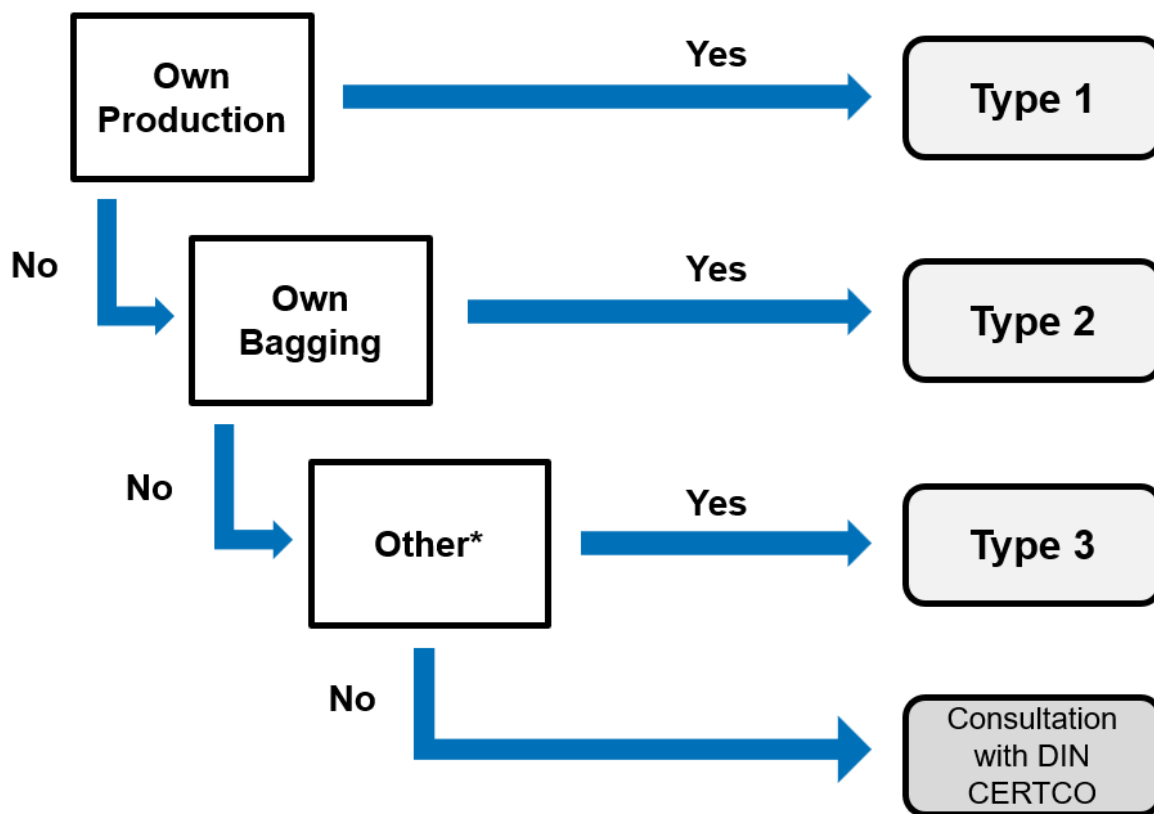 Own
Production
Yes
Type 1
No
Own
Bagging
Yes
Type 2
No
Other*
Yes
Type 3
No
Consultation
with DIN
CERTCO